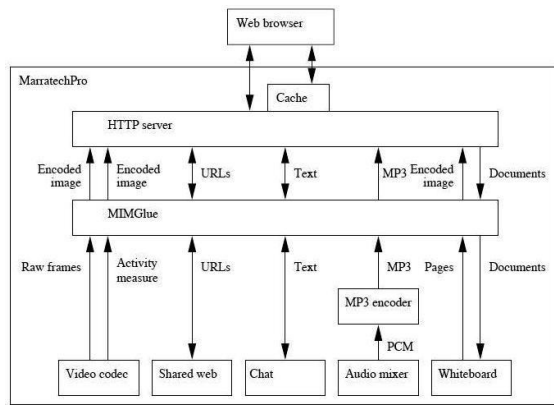 Web browser
MarratechPro
Cache
HTTP server
Encoded image
Encoded image
URLs
Text
MP3
Encoded image
Documents
MIMGlue
Raw frames
Activity measure
URLs
Text
MP3
Pages
Documents
MP3 encoder
PCM
Video codec
Shared web
Chat
Audio mixer
Whiteboard